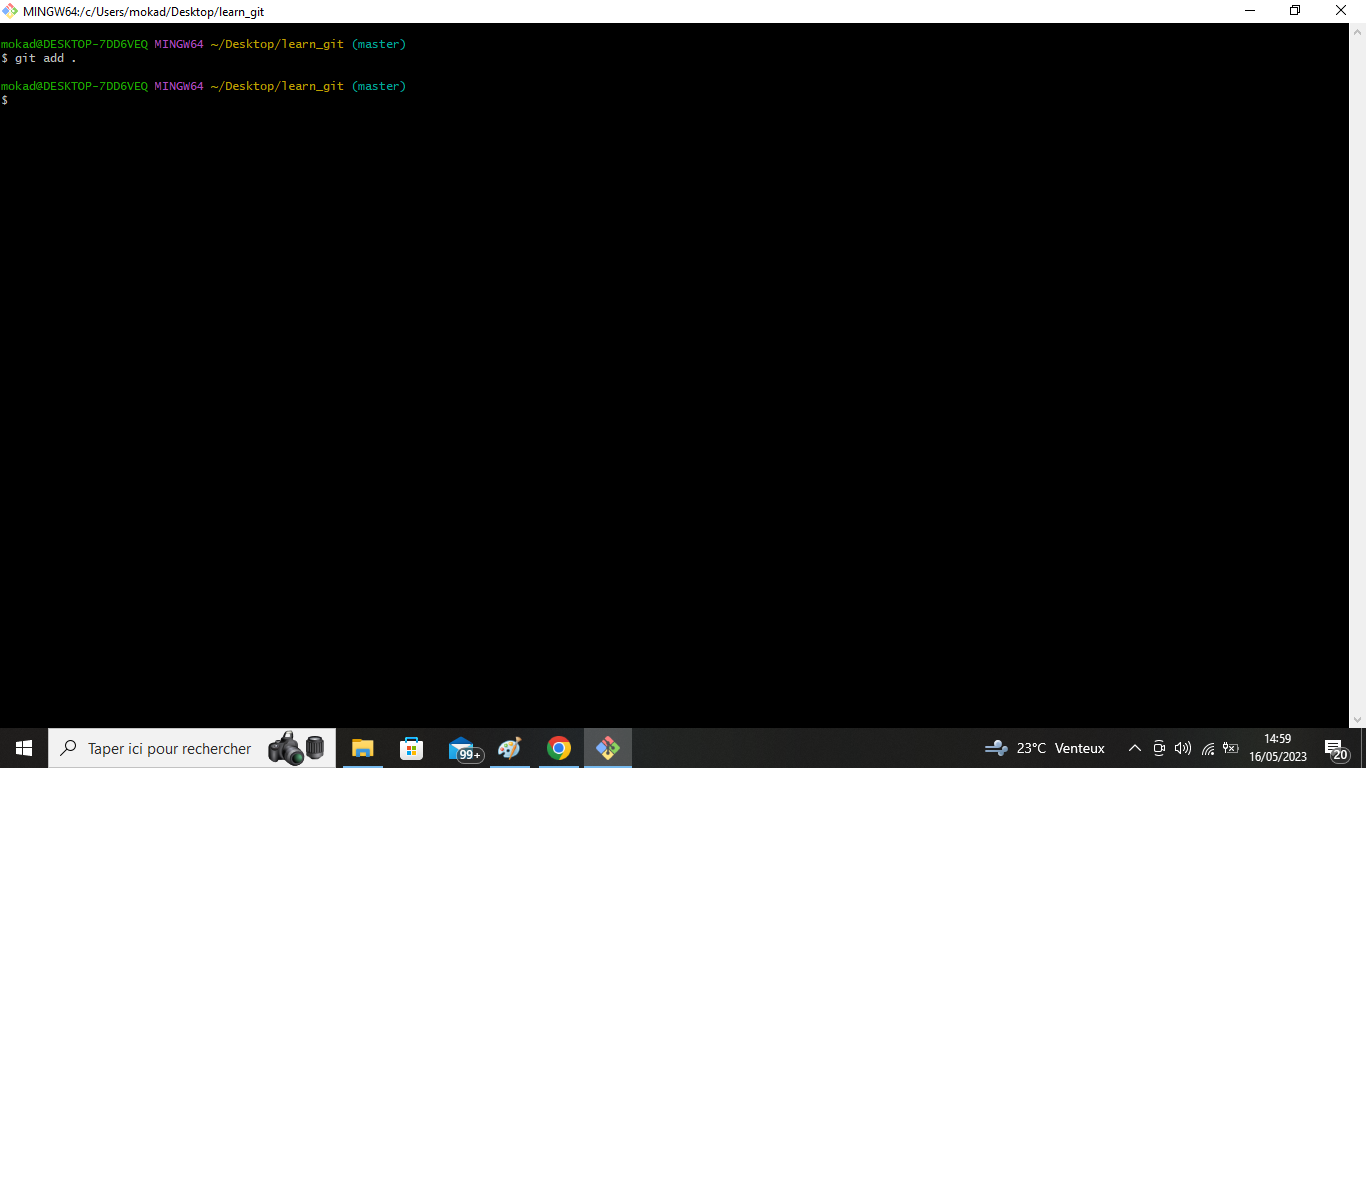 MINGW64:/c/Users/mokad/Desktop/learn_git
mokad@DESKTOP-7DD6VEQ MINGW64 ~/Desktop/learn_git (master)
$ git add .
mokad@DESKTOP-7DD6VEQ MINGW64 ~/Desktop/learn_git (master)
$
Taper ici pour rechercher
99+
23°C Venteux
14:59
16/05/2023
20